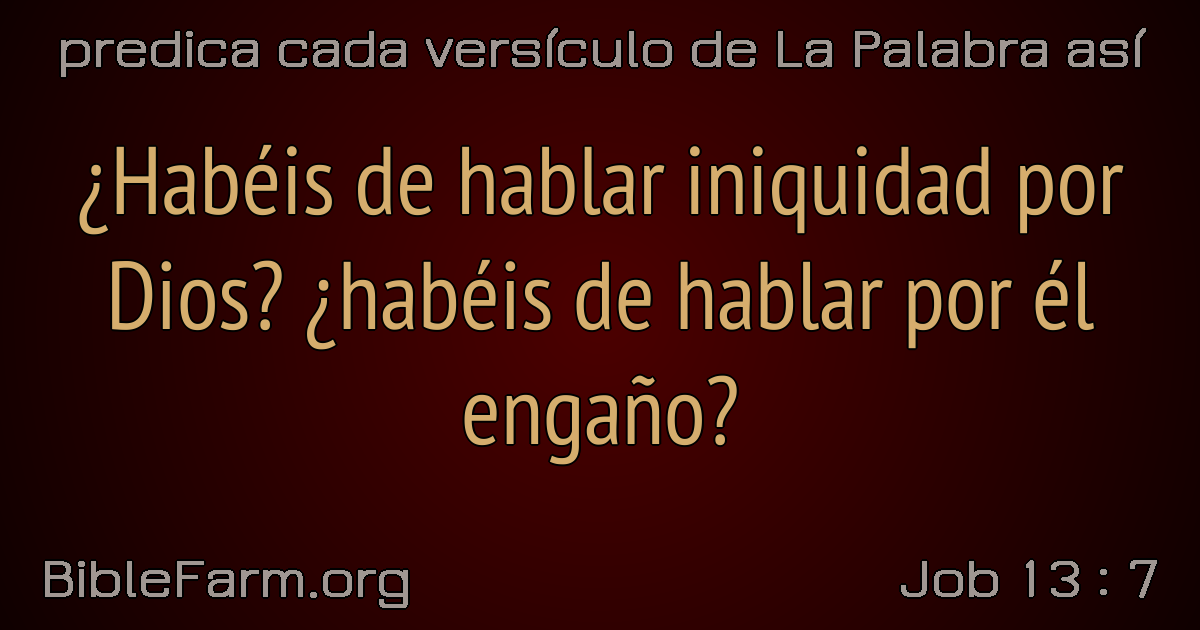 predica cada versículo de La Palabra así
¿Habéis de hablar iniquidad por
Dios? ¿habéis de hablar por él
engaño?
BibleFarm.org
Job 13 : 7